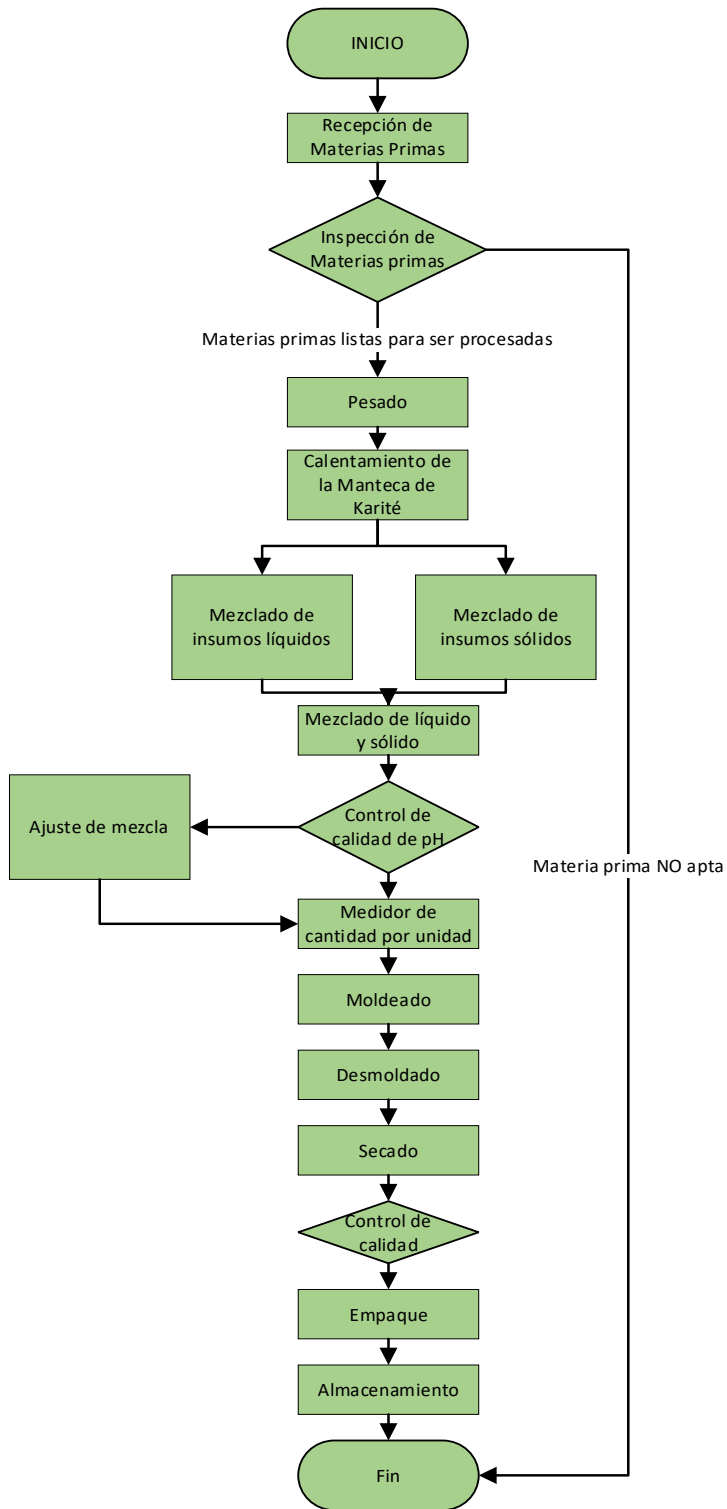 INICIO
Recepción de
Materias Primas
Inspección de
Materias primas
Materias primas listas para ser procesadas
Pesado
Calentamiento de
la Manteca de
Karité
Mezclado de
insumos líquidos
Mezclado de
insumos sólidos
Mezclado de líquido
y sólido
Ajuste de mezcla
Control de
calidad de pH
Materia prima NO apta
Medidor de
cantidad por unidad
Moldeado
Desmoldado
Secado
Control de
calidad
Empaque
Almacenamiento
Fin